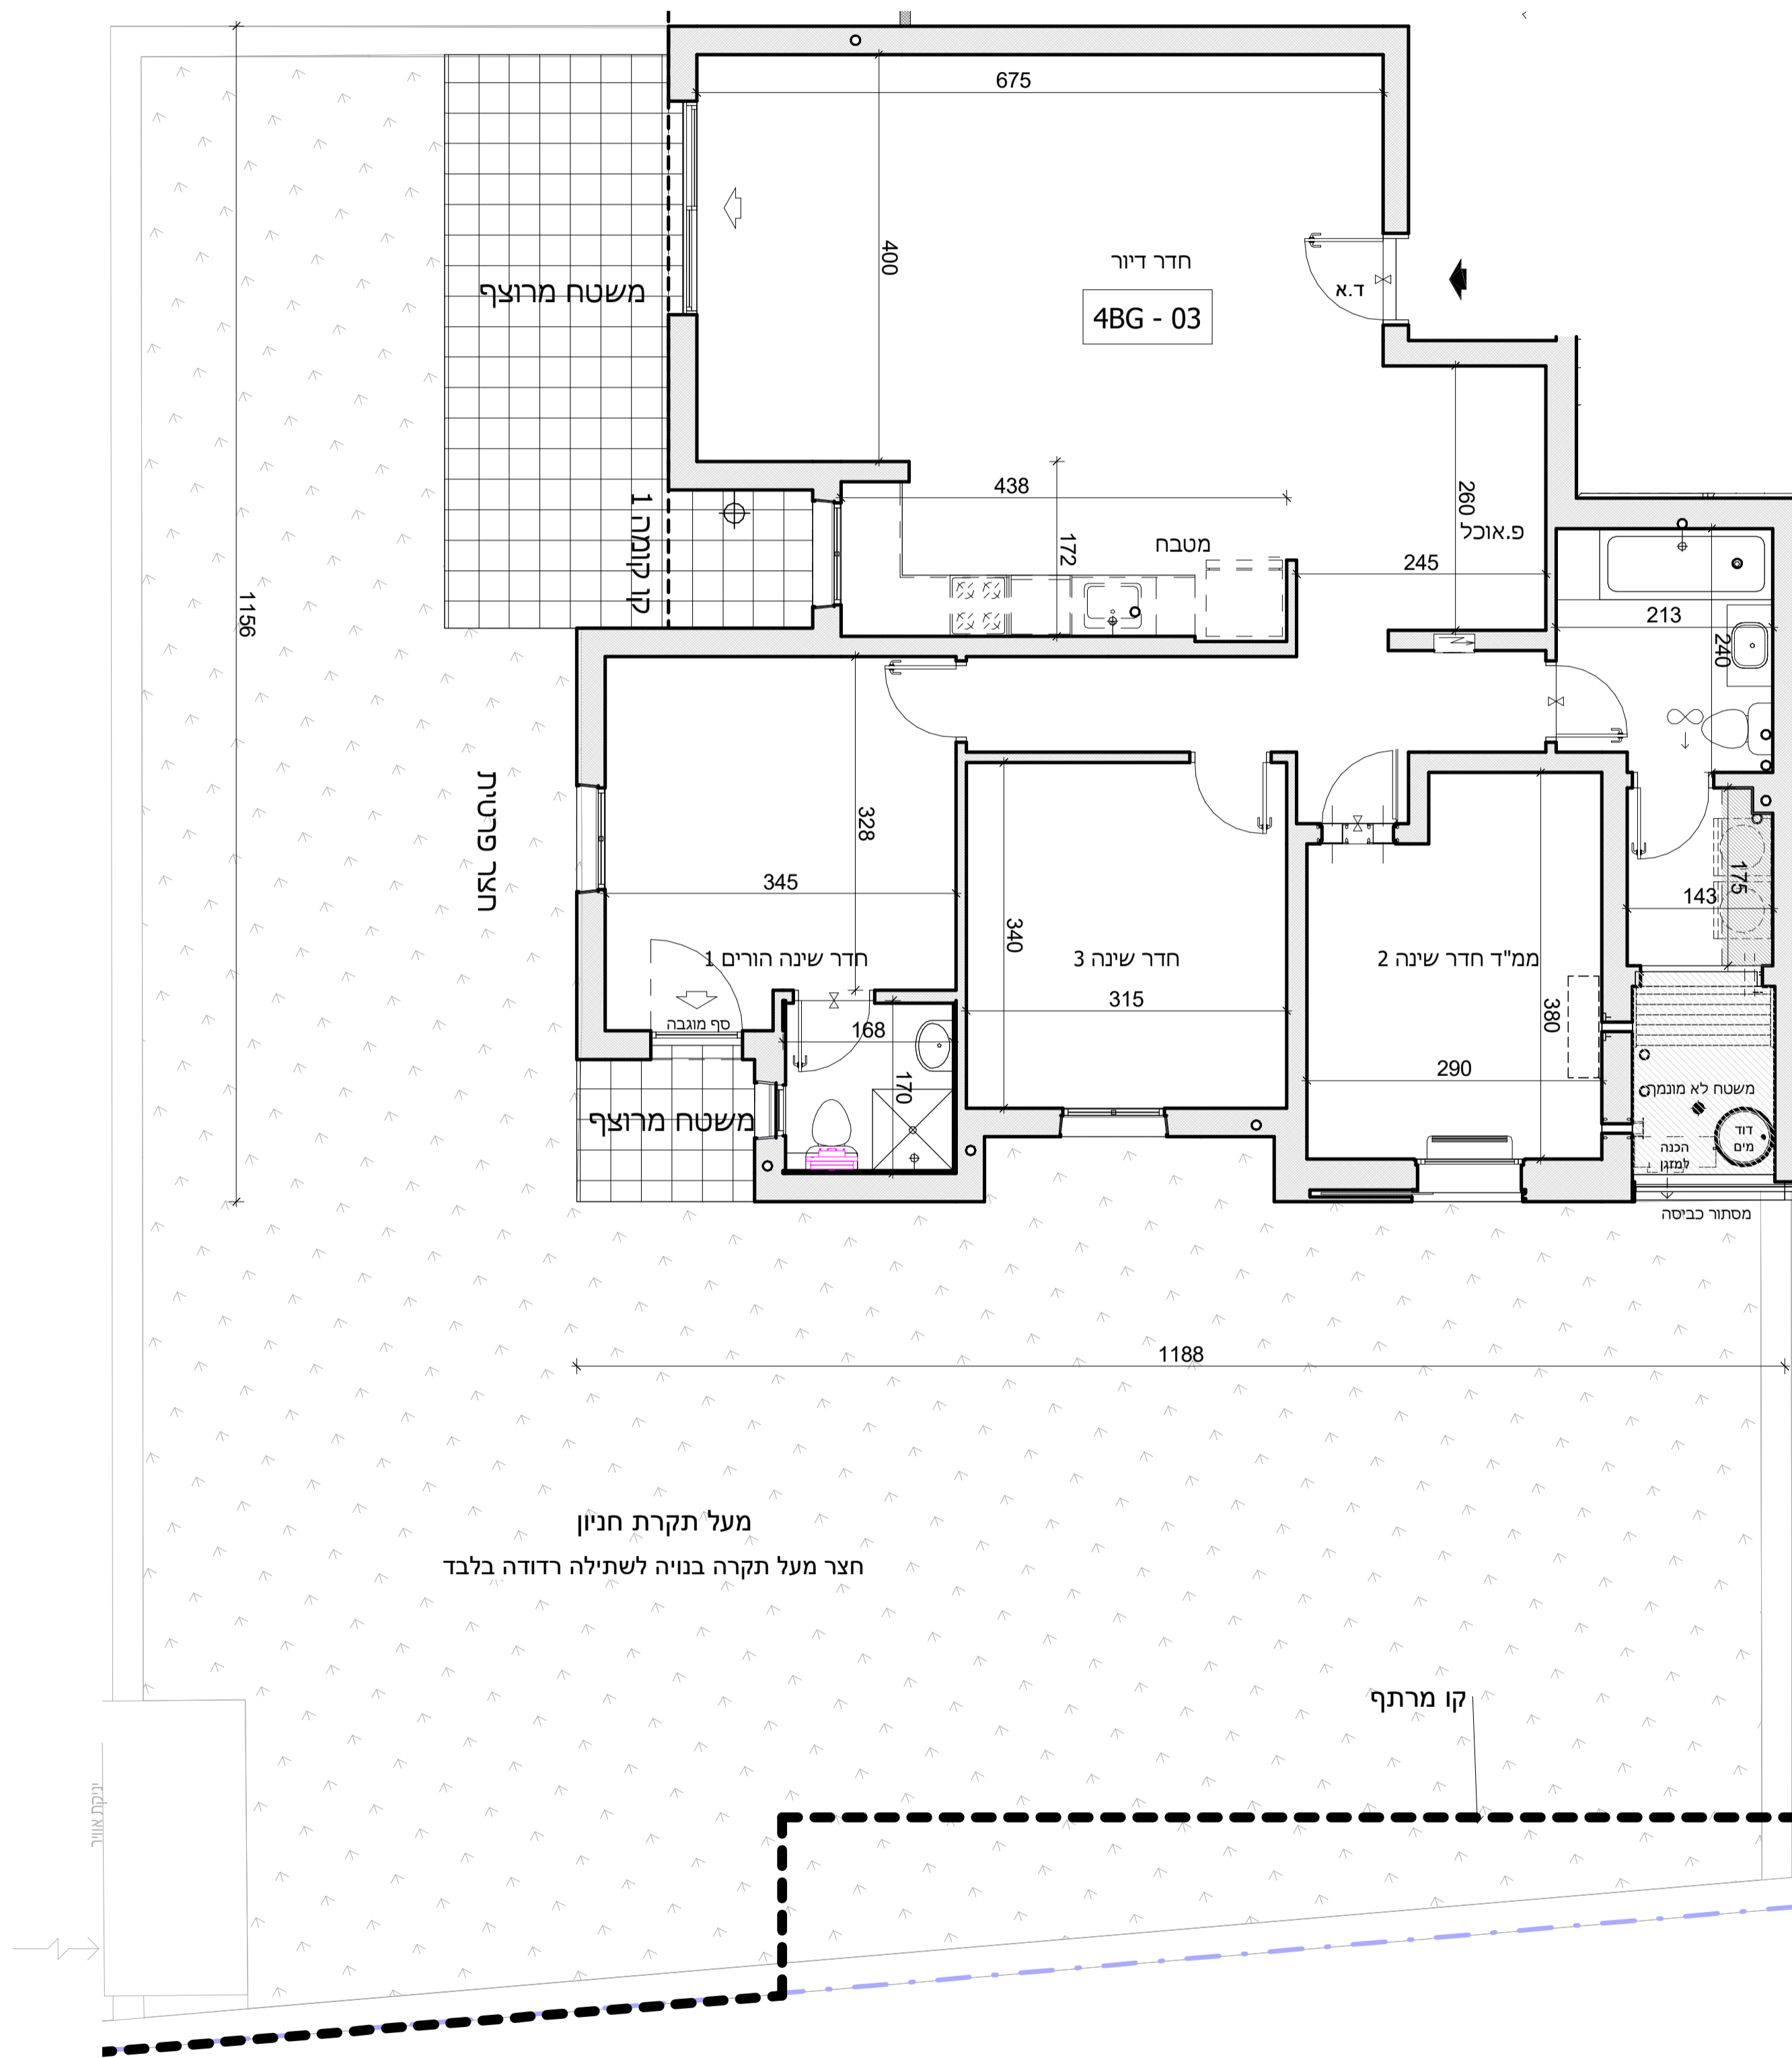 675
400
חדר דיור
4BG - 03
ד.א
משטח מרוצף
קו קומה 1
438
172
מטבח
260
פ.אוכל
245
213
240
1156
חצר פרטית
328
345
חדר שינה הורים 1
סף מוגבה
168
170
משטח מרוצף
340
חדר שינה 3
315
ממ"ד חדר שינה 2
380
290
175
143
משטח לא מונמך
דוד
מים
הכנה
למזגן
מסתור כביסה
1188
מעל תקרת חניון
חצר מעל תקרה בנויה לשתילה רדודה בלבד
קו מרתף
יניקת אוויר